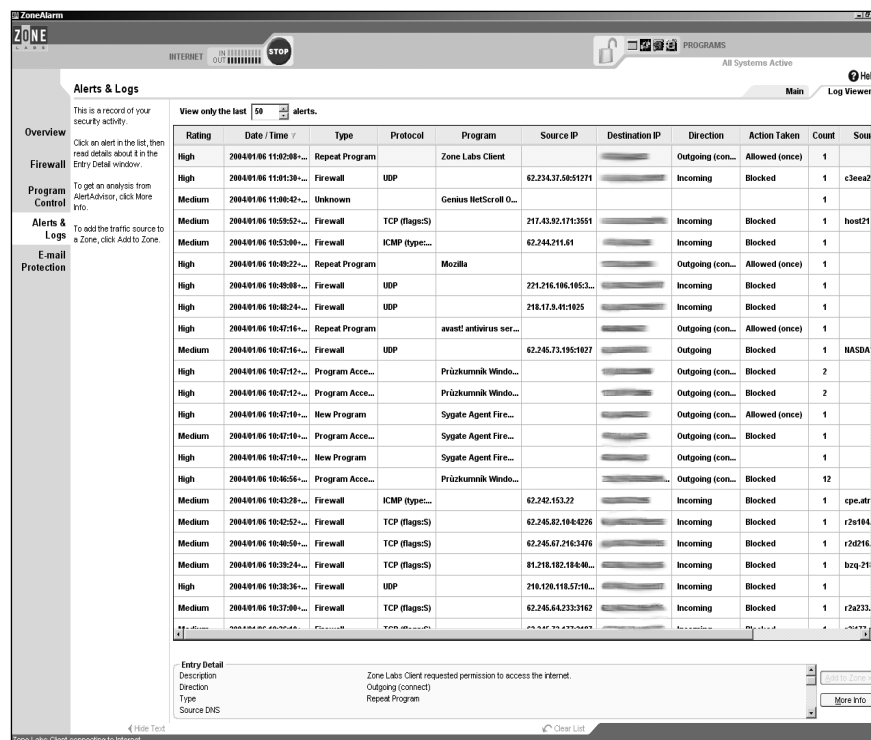 ZoneAlarm
ZONE
LABS
INTERNET IN OUT STOP PROGRAMS
All Systems Active
Hel
Alerts & Logs Main Log Viewer
This is a record of your security activity.
Click an alert in the list, then read details about it in the Entry Detail window.
To get an analysis from AlertAdvisor, click More Info.
To add the traffic source to a Zone, click Add to Zone.
Overview
Firewall
Program Control
Alerts & Logs
E-mail Protection
View only the last 50 alerts.
Rating Date / Time Type Protocol Program Source IP Destination IP Direction Action Taken Count Sour
High 2004/01/06 11:02:08+... Repeat Program Zone Labs Client Outgoing (con... Allowed (once) 1
High 2004/01/06 11:01:30+... Firewall UDP 62.234.37.50:51271 Incoming Blocked 1 c3eea2
Medium 2004/01/06 11:00:42+... Unknown Genius NetScroll O... 1
Medium 2004/01/06 10:59:52+... Firewall TCP (flags:S) 217.43.92.171:3551 Incoming Blocked 1 host21
Medium 2004/01/06 10:53:00+... Firewall ICMP (type:... 62.244.211.61 Incoming Blocked 1
High 2004/01/06 10:49:22+... Repeat Program Mozilla Outgoing (con... Allowed (once) 1
High 2004/01/06 10:49:08+... Firewall UDP 221.216.106.105:3... Incoming Blocked 1
High 2004/01/06 10:48:24+... Firewall UDP 218.17.9.41:1025 Incoming Blocked 1
High 2004/01/06 10:47:16+... Repeat Program avast! antivirus ser... Outgoing (con... Allowed (once) 1
Medium 2004/01/06 10:47:16+... Firewall UDP 62.245.73.195:1027 Outgoing Blocked 1 NASDA
High 2004/01/06 10:47:12+... Program Acce... Průzkumník Windo... Outgoing (con... Blocked 2
High 2004/01/06 10:47:12+... Program Acce... Průzkumník Windo... Outgoing (con... Blocked 2
High 2004/01/06 10:47:10+... New Program Sygate Agent Fire... Outgoing (con... Allowed (once) 1
Medium 2004/01/06 10:47:10+... Program Acce... Sygate Agent Fire... Outgoing (con... Blocked 1
High 2004/01/06 10:47:10+... New Program Sygate Agent Fire... Outgoing (con... 1
High 2004/01/06 10:46:56+... Program Acce... Průzkumník Windo... Outgoing (con... Blocked 12
Medium 2004/01/06 10:43:28+... Firewall ICMP (type:... 62.242.153.22 Incoming Blocked 1 cpe.atr
Medium 2004/01/06 10:42:52+... Firewall TCP (flags:S) 62.245.82.104:4226 Incoming Blocked 1 r2s104.
Medium 2004/01/06 10:40:50+... Firewall TCP (flags:S) 62.245.67.216:3476 Incoming Blocked 1 r2d216.
Medium 2004/01/06 10:39:24+... Firewall TCP (flags:S) 81.218.182.184:40... Incoming Blocked 1 bzq-218
High 2004/01/06 10:38:36+... Firewall UDP 210.120.118.57:10... Incoming Blocked 1
Medium 2004/01/06 10:37:00+... Firewall TCP (flags:S) 62.245.64.233:3162 Incoming Blocked 1 r2a233.
Entry Detail
Description Zone Labs Client requested permission to access the internet.
Direction Outgoing (connect)
Type Repeat Program
Source DNS
Add to Zone
More Info
Hide Text Clear List
Zone Labs Client connecting to Internet